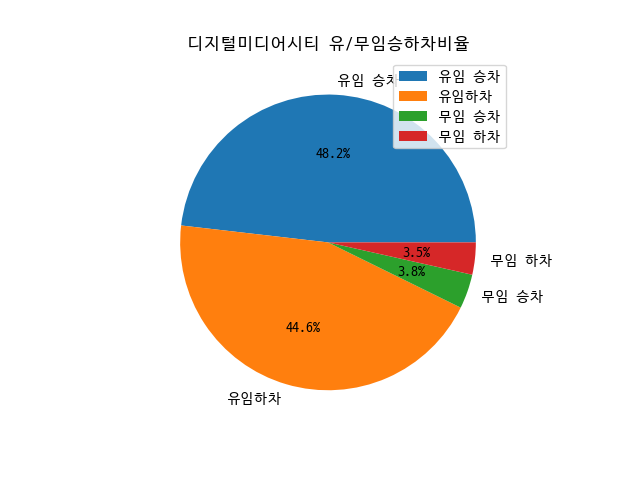 디지털미디어시티 유/무임승하차비율
유임 승차
유임 승차
유임하차
무임 승차
무임 하차
48.2%
3.5%
무임 하차
3.8%
무임 승차
44.6%
유임하차